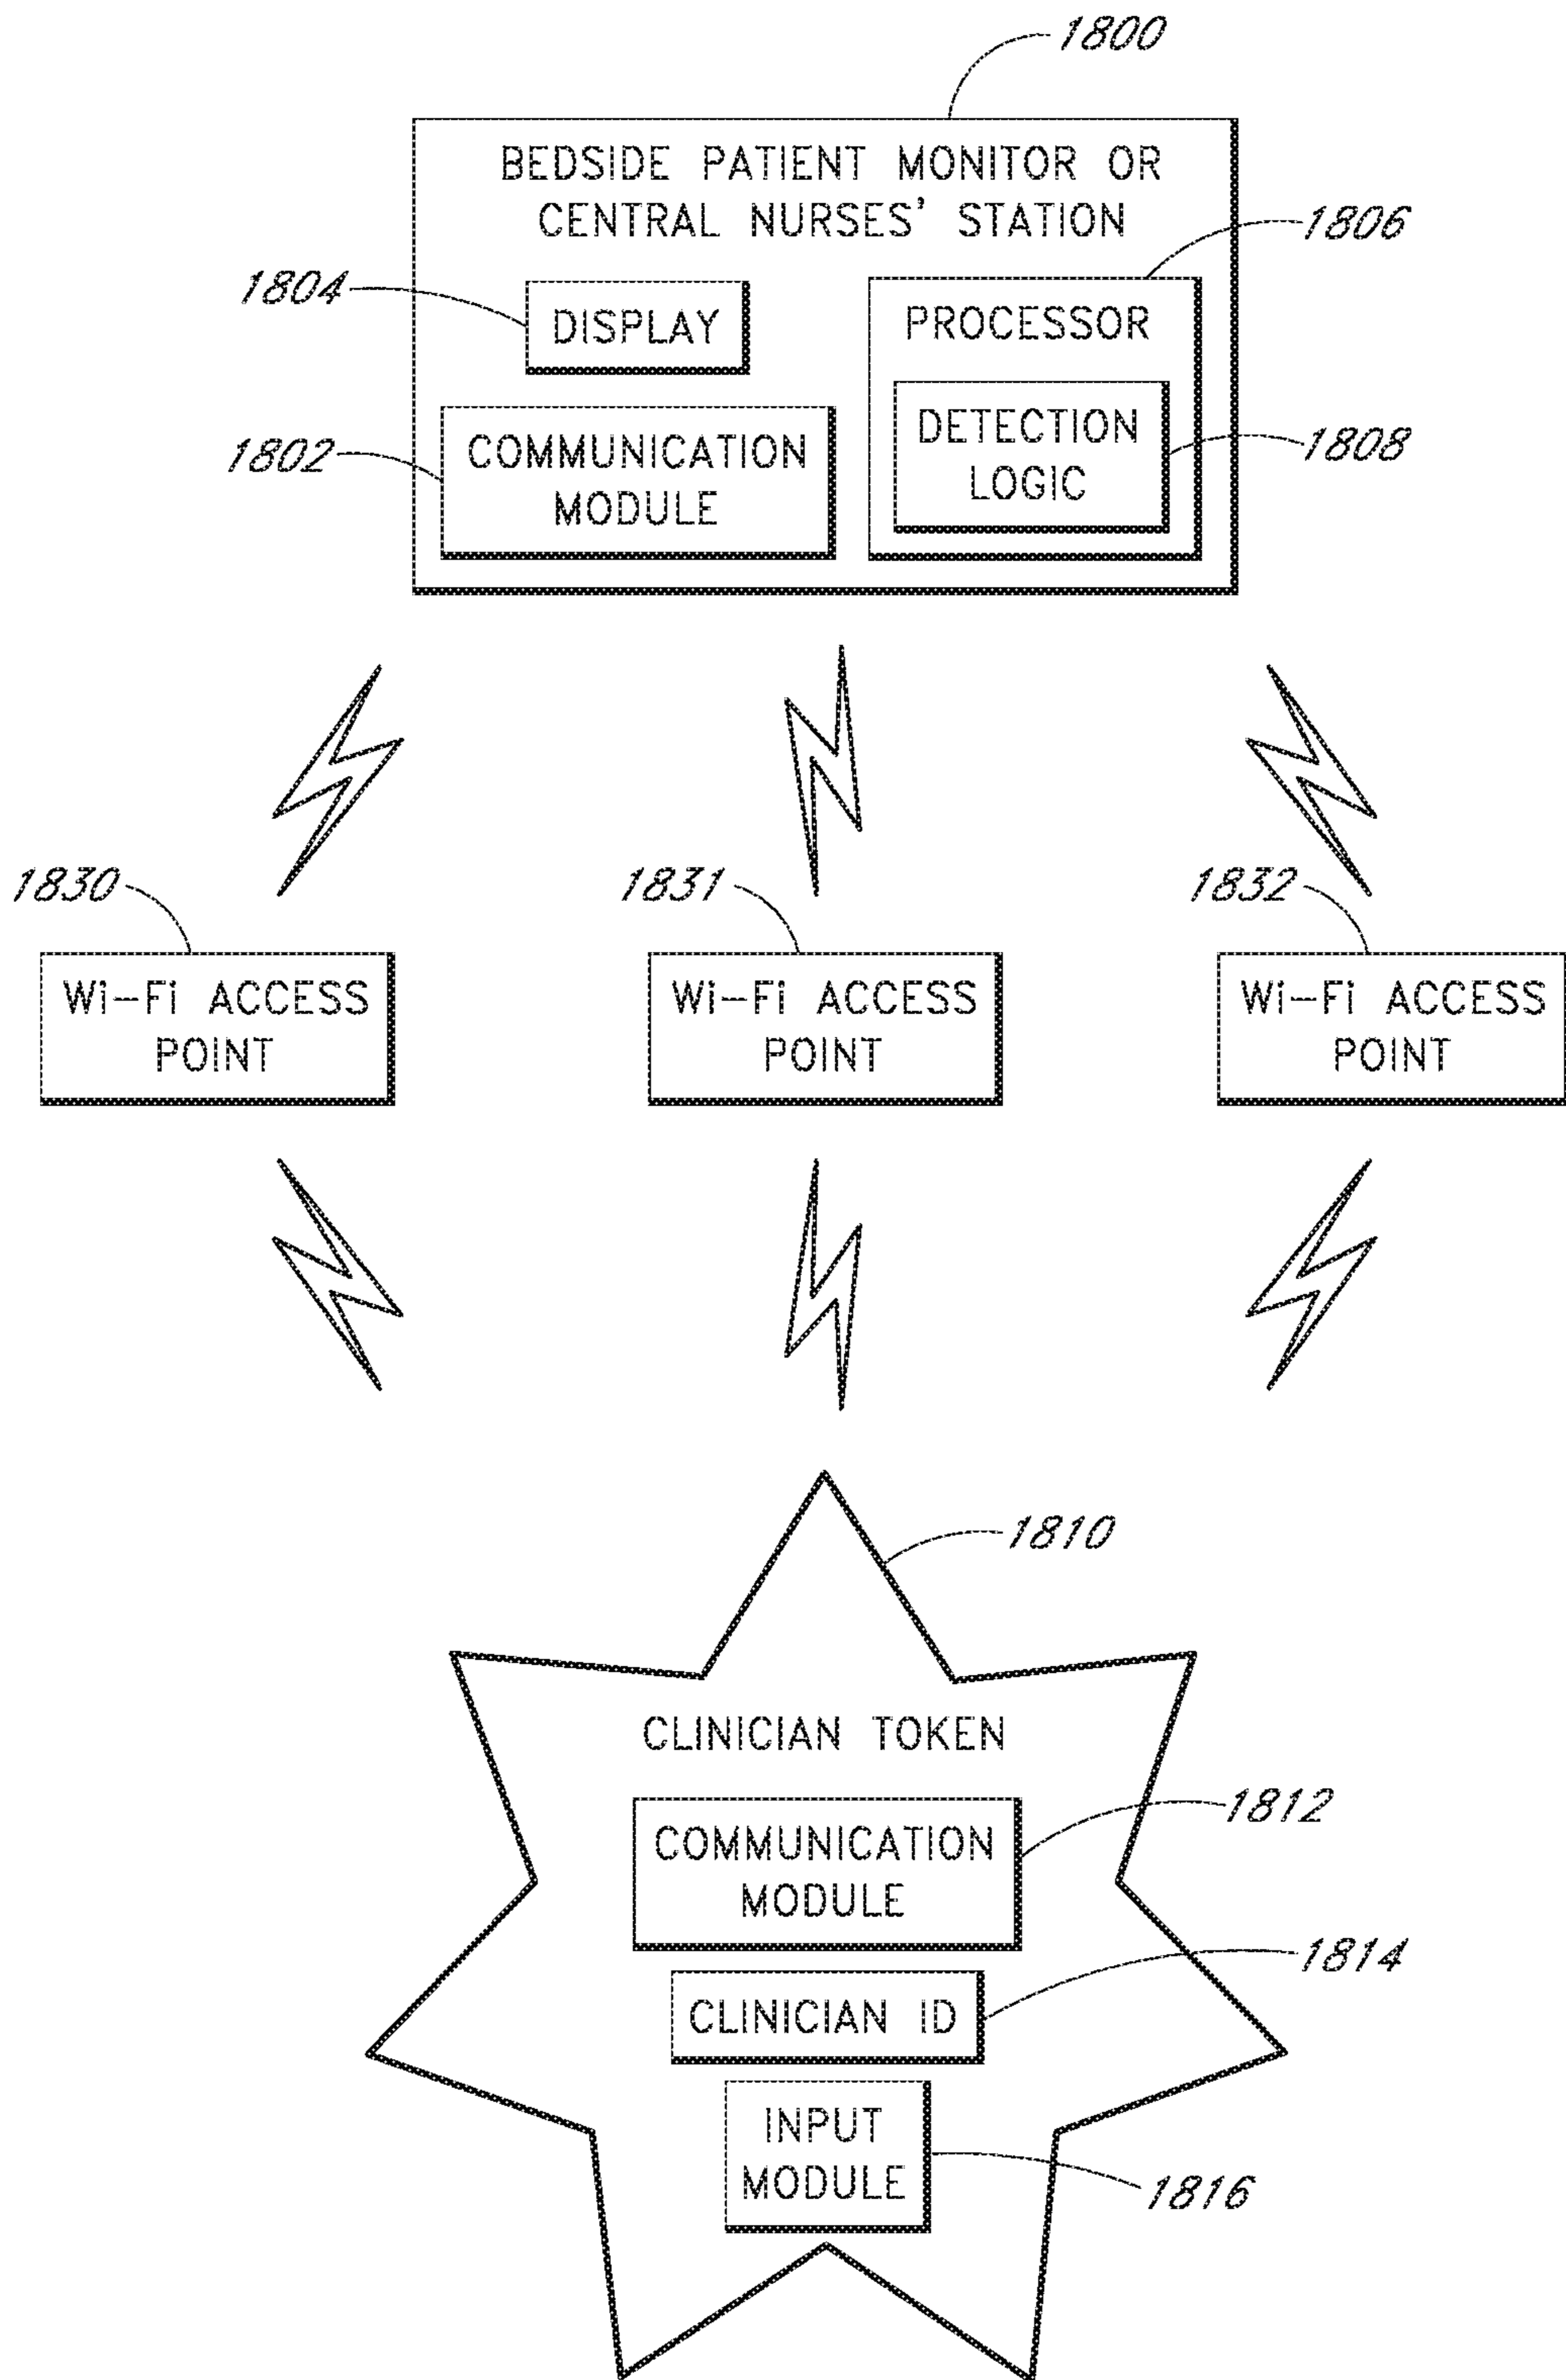 1800
BEDSIDE PATIENT MONITOR OR
CENTRAL NURSES' STATION
1806
1804
DISPLAY
PROCESSOR
1802
COMMUNICATION
MODULE
DETECTION
LOGIC
1808
1830
1831
1832
Wi-Fi ACCESS
POINT
Wi-Fi ACCESS
POINT
Wi-Fi ACCESS
POINT
1810
CLINICIAN TOKEN
1812
COMMUNICATION
MODULE
1814
CLINICIAN ID
INPUT
MODULE
1816